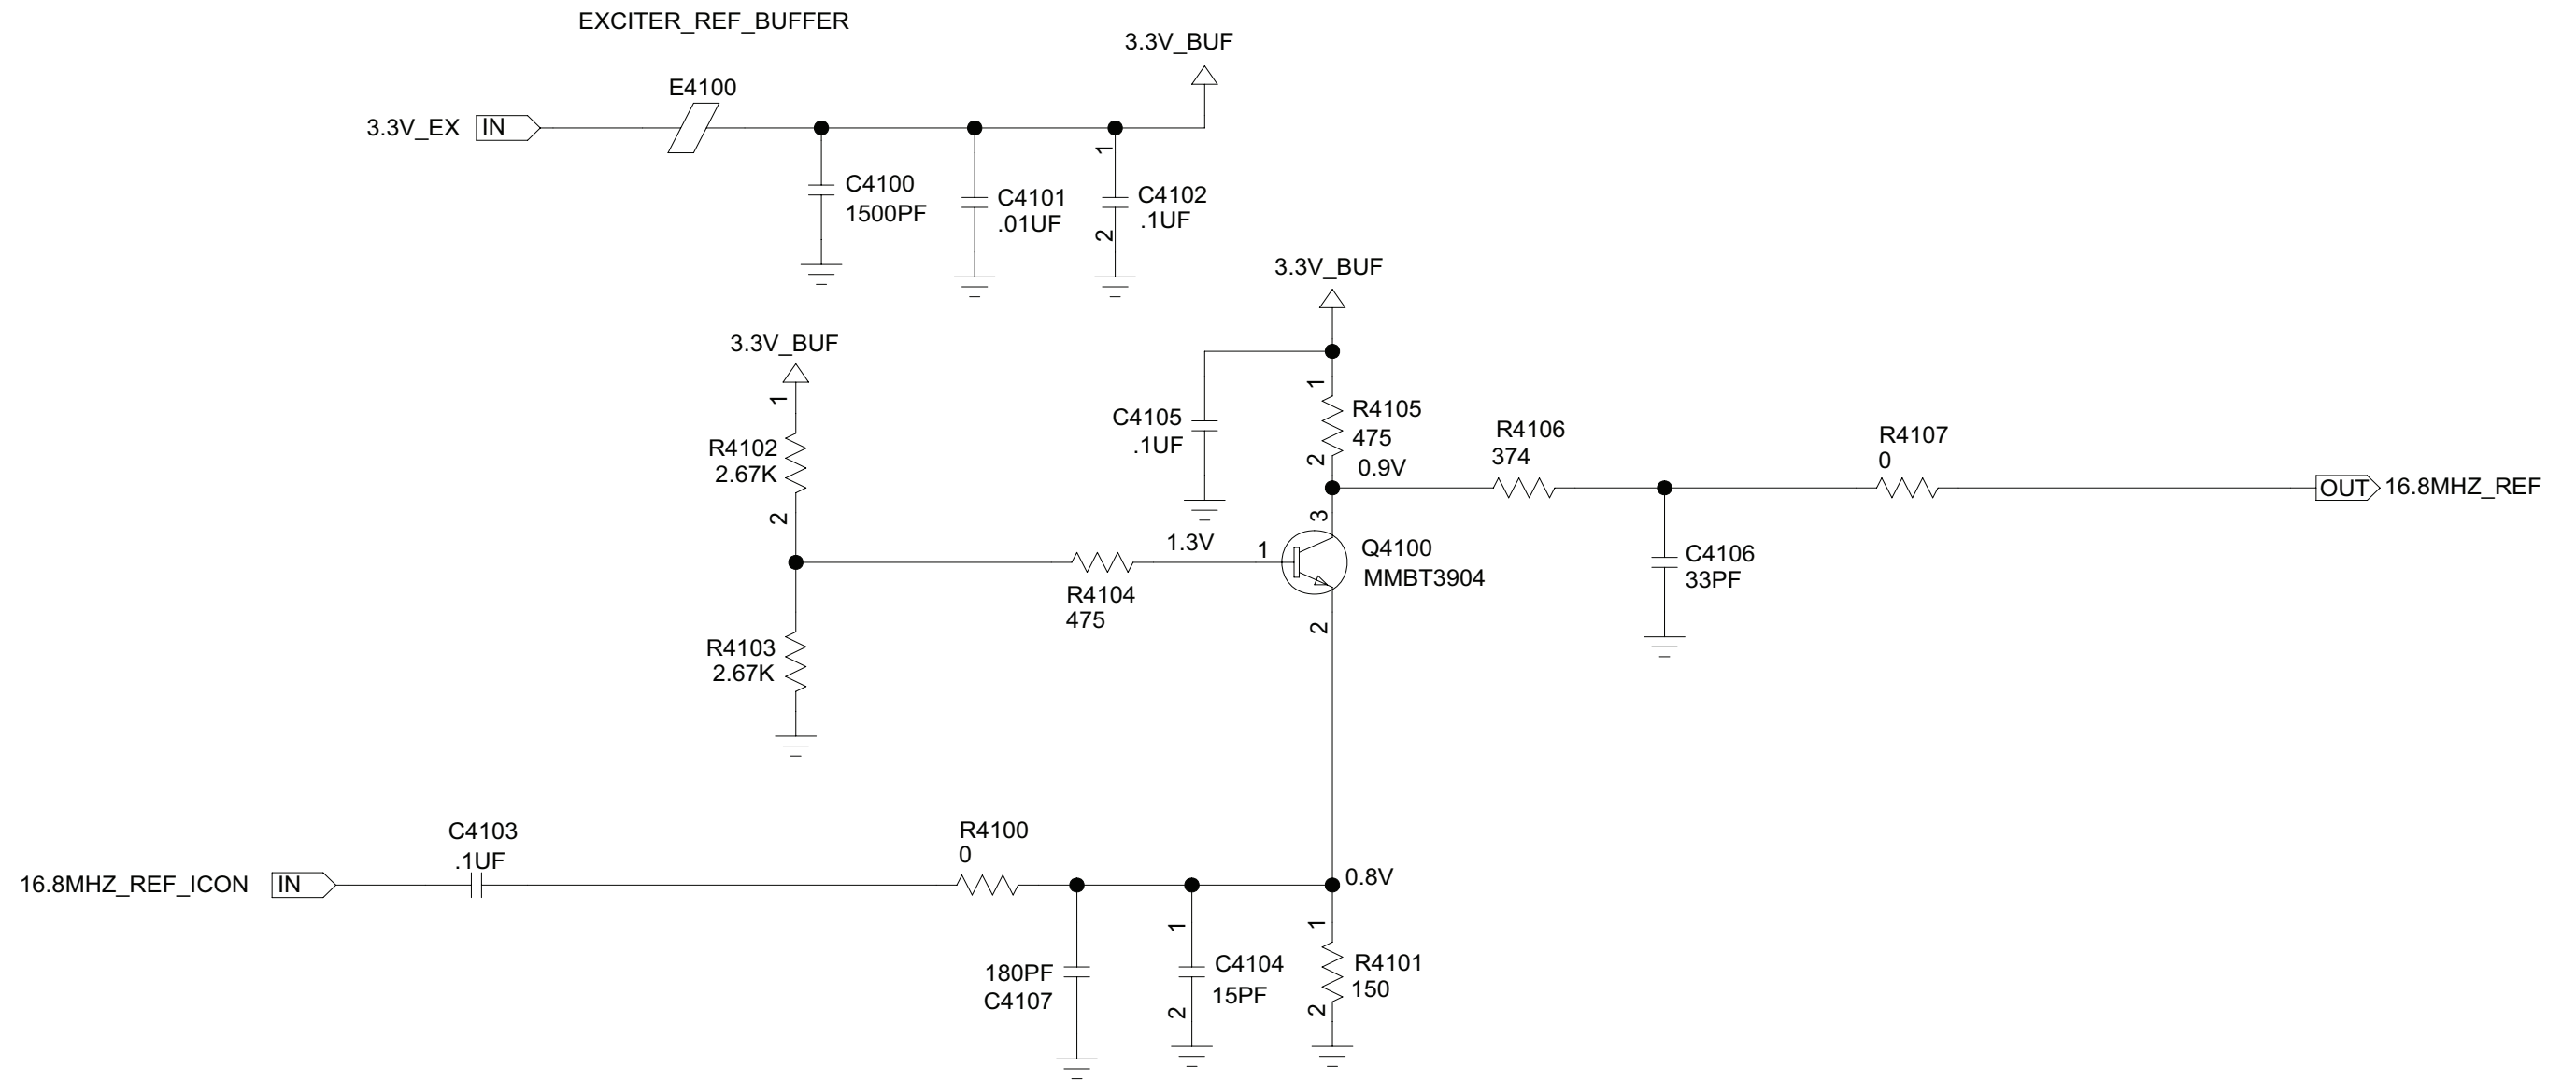 EXCITER_REF_BUFFER
3.3V_BUF
E4100
3.3V_EX IN
1
C4100
1500PF
C4101
.01UF
C4102
.1UF
2
3.3V_BUF
3.3V_BUF
1
R4102
2.67K
2
C4105
.1UF
1
R4105
475
2
0.9V
R4106
374
R4107
0
OUT 16.8MHZ_REF
3
1.3V
1
Q4100
MMBT3904
2
R4104
475
C4106
33PF
R4103
2.67K
C4103
.1UF
R4100
0
16.8MHZ_REF_ICON IN
0.8V
180PF
C4107
1
C4104
15PF
2
1
R4101
150
2